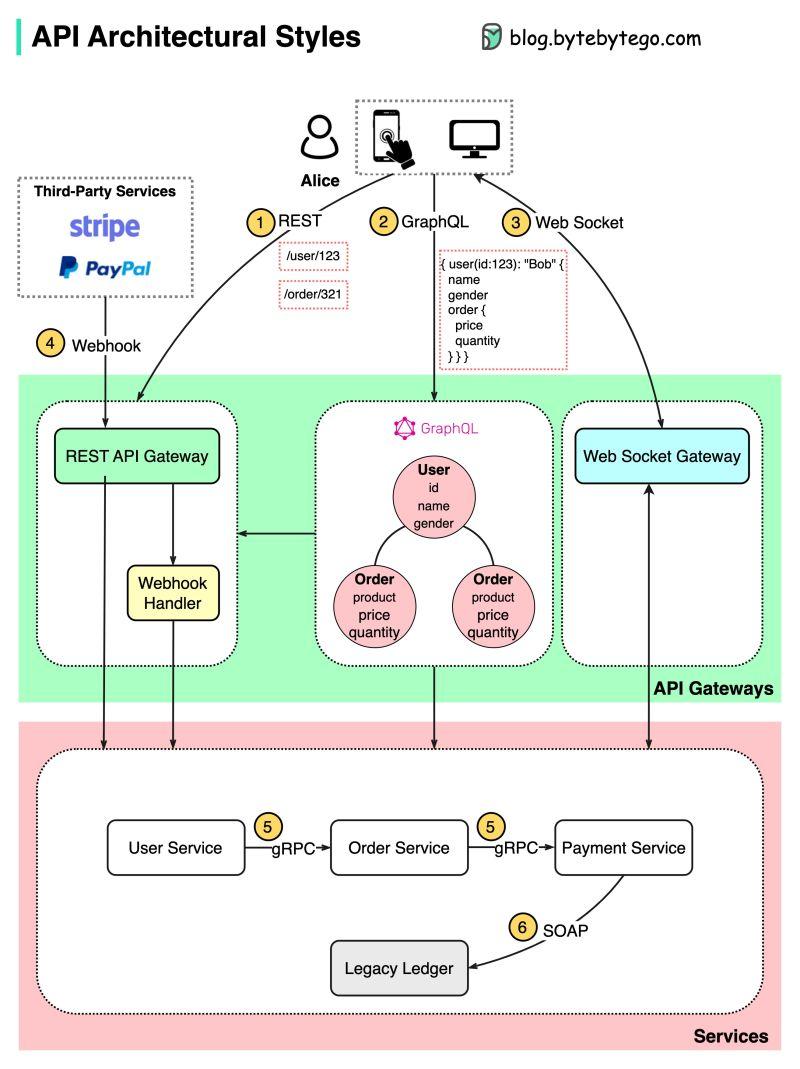 API Architectural Styles
blog.bytebytego.com
Alice
Third-Party Services
stripe
PayPal
1 REST
/user/123
/order/321
2 GraphQL
{ user(id:123): "Bob" {
name
gender
order {
price
quantity
} } }
3 Web Socket
4 Webhook
REST API Gateway
Webhook
Handler
GraphQL
User
id
name
gender
Order
product
price
quantity
Order
product
price
quantity
Web Socket Gateway
API Gateways
User Service
5
gRPC
Order Service
5
gRPC
Payment Service
6 SOAP
Legacy Ledger
Services